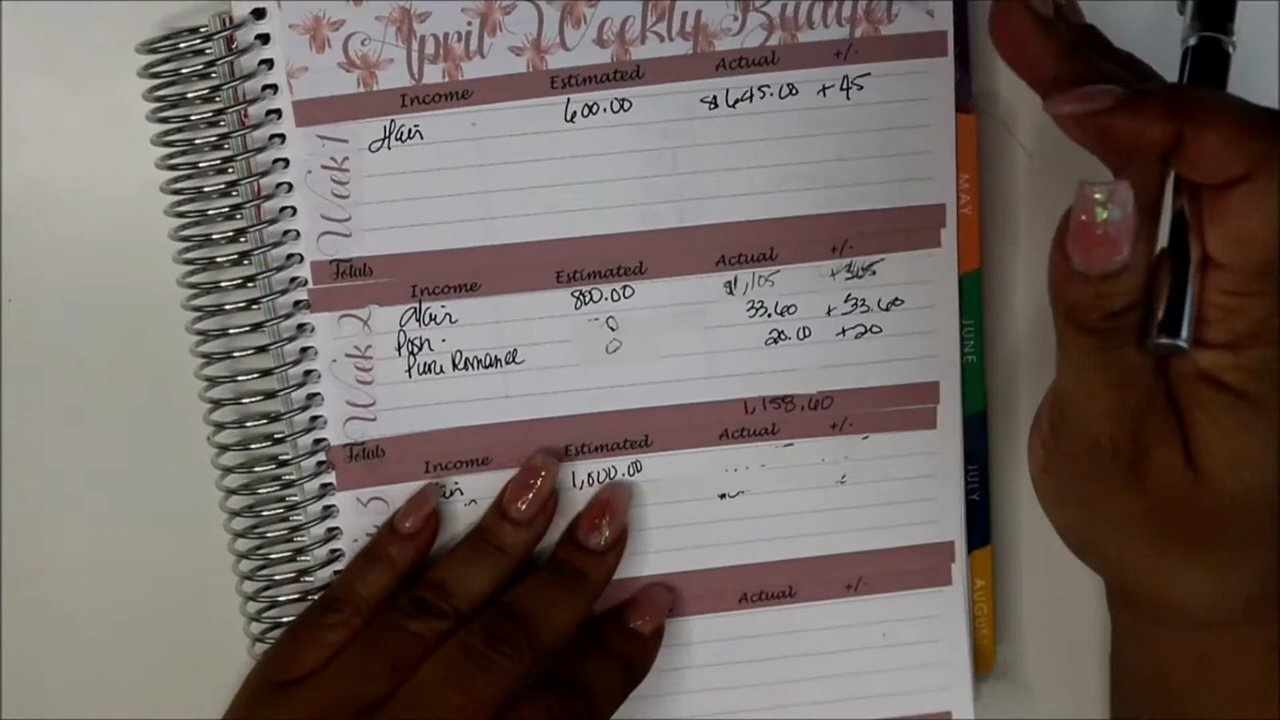 April Weekly Budget
Income Estimated Actual +/-
Hair 600.00 $645.00 +45
Week 1
Totals
Income Estimated Actual +/-
Hair 800.00 $1,105 +305
Posh. 0 33.60 +33.60
Pure Romance 0 20.00 +20
Week 2
Totals 1,158.60
Income Estimated Actual +/-
1,000.00
3
Actual +/-
MAY
JUNE
JULY
AUGUST